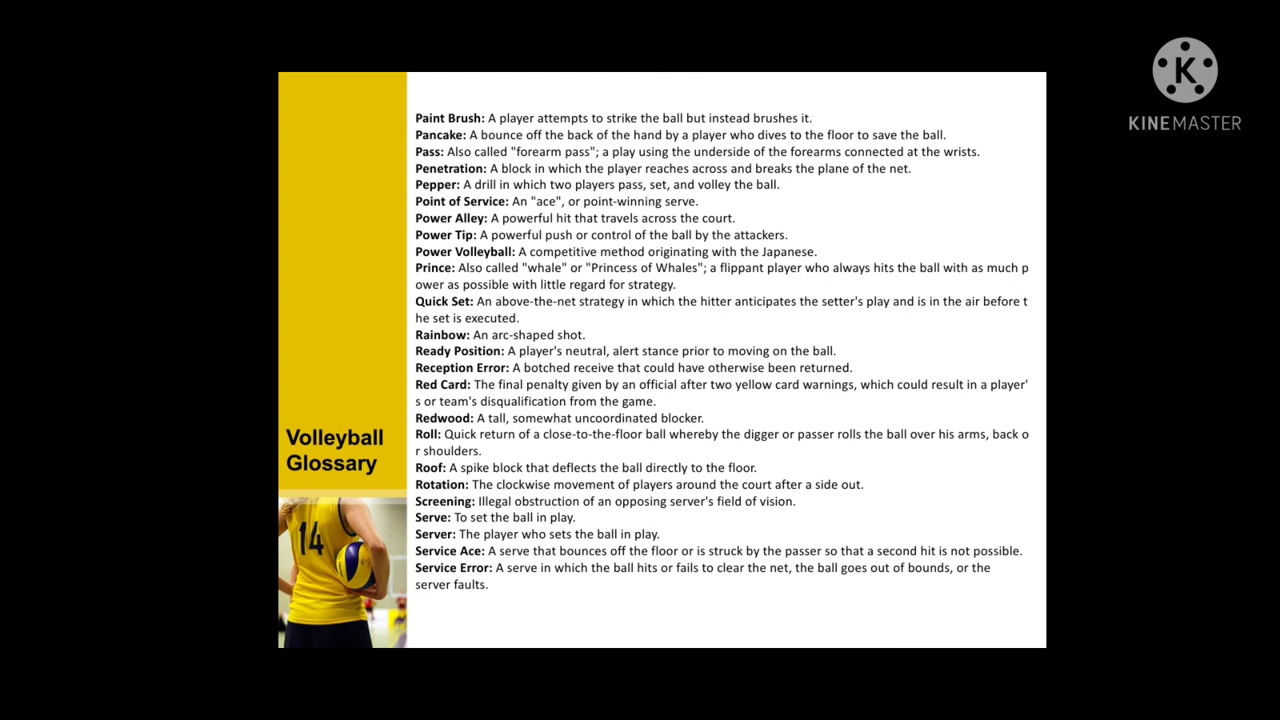 K
KINEMASTER
Paint Brush: A player attempts to strike the ball but instead brushes it.
Pancake: A bounce off the back of the hand by a player who dives to the floor to save the ball.
Pass: Also called "forearm pass"; a play using the underside of the forearms connected at the wrists.
Penetration: A block in which the player reaches across and breaks the plane of the net.
Pepper: A drill in which two players pass, set, and volley the ball.
Point of Service: An "ace", or point-winning serve.
Power Alley: A powerful hit that travels across the court.
Power Tip: A powerful push or control of the ball by the attackers.
Power Volleyball: A competitive method originating with the Japanese.
Prince: Also called "whale" or "Princess of Whales"; a flippant player who always hits the ball with as much p
ower as possible with little regard for strategy.
Quick Set: An above-the-net strategy in which the hitter anticipates the setter's play and is in the air before t
he set is executed.
Rainbow: An arc-shaped shot.
Ready Position: A player's neutral, alert stance prior to moving on the ball.
Reception Error: A botched receive that could have otherwise been returned.
Red Card: The final penalty given by an official after two yellow card warnings, which could result in a player'
s or team's disqualification from the game.
Redwood: A tall, somewhat uncoordinated blocker.
Roll: Quick return of a close-to-the-floor ball whereby the digger or passer rolls the ball over his arms, back o
r shoulders.
Roof: A spike block that deflects the ball directly to the floor.
Rotation: The clockwise movement of players around the court after a side out.
Screening: Illegal obstruction of an opposing server's field of vision.
Serve: To set the ball in play.
Server: The player who sets the ball in play.
Service Ace: A serve that bounces off the floor or is struck by the passer so that a second hit is not possible.
Service Error: A serve in which the ball hits or fails to clear the net, the ball goes out of bounds, or the
server faults.
Volleyball
Glossary
14